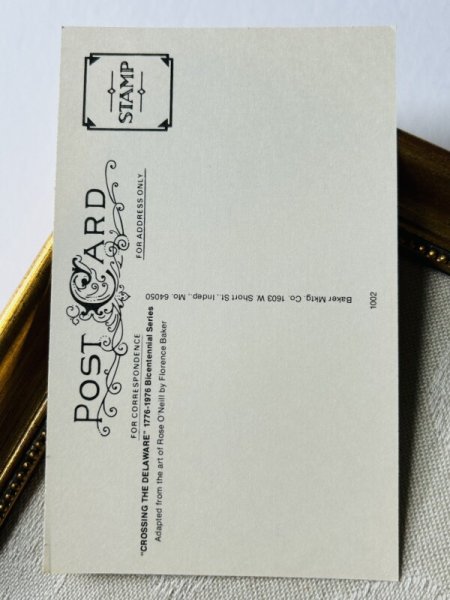 POST CARD
STAMP
FOR CORRESPONDENCE
FOR ADDRESS ONLY
"CROSSING THE DELAWARE" 1776-1976 Bicentennial Series
Adapted from the art of Rose O'Neill by Florence Baker
Baker Mktg. Co. 1603 W. Short St., Indep., Mo. 64050
1002